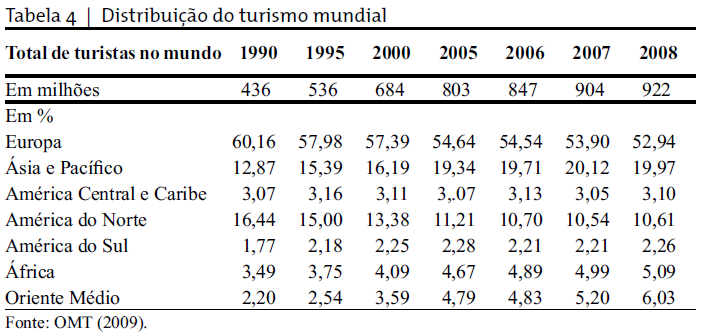 Tabela 4 | Distribuição do turismo mundial
Total de turistas no mundo 1990 1995 2000 2005 2006 2007 2008
Em milhões 436 536 684 803 847 904 922
Em %
Europa 60,16 57,98 57,39 54,64 54,54 53,90 52,94
Ásia e Pacífico 12,87 15,39 16,19 19,34 19,71 20,12 19,97
América Central e Caribe 3,07 3,16 3,11 3,.07 3,13 3,05 3,10
América do Norte 16,44 15,00 13,38 11,21 10,70 10,54 10,61
América do Sul 1,77 2,18 2,25 2,28 2,21 2,21 2,26
África 3,49 3,75 4,09 4,67 4,89 4,99 5,09
Oriente Médio 2,20 2,54 3,59 4,79 4,83 5,20 6,03
Fonte: OMT (2009).